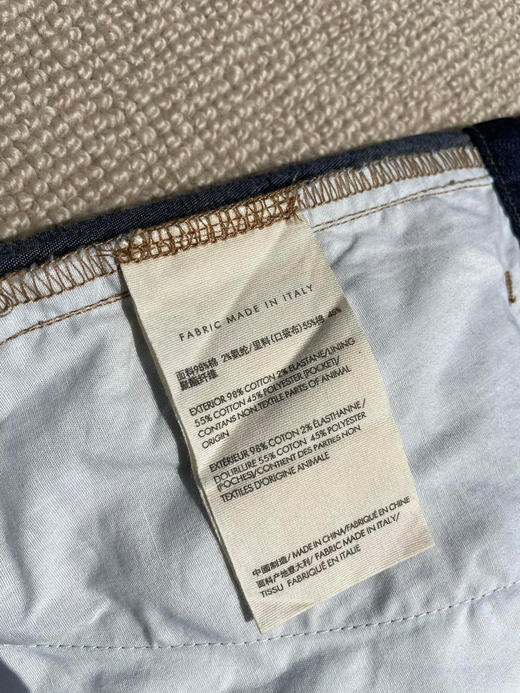 FABRIC MADE IN ITALY
面料98%棉 2%氨纶/里料(口袋布)55%棉 45%
聚酯纤维
EXTERIOR 98% COTTON 2% ELASTANE/LINING
55% COTTON 45% POLYESTER (POCKET)/
CONTANS NON.TEXTILE PARTS OF ANIMAL
ORIGIN
EXTÉRIEUR 98% COTON 2% ÉLASTHANNE/
DOUBLURE 55% COTON 45% POLYESTER
(POCHES)/CONTIENT DES PARTIES NON
TEXTILES D'ORIGINE ANIMALE
中國制造/ MADE IN CHINA/FABRIQUÉ EN CHINE
面料产地意大利/ FABRIC MADE IN ITALY/
TISSU FABRIQUÉ EN ITALIE